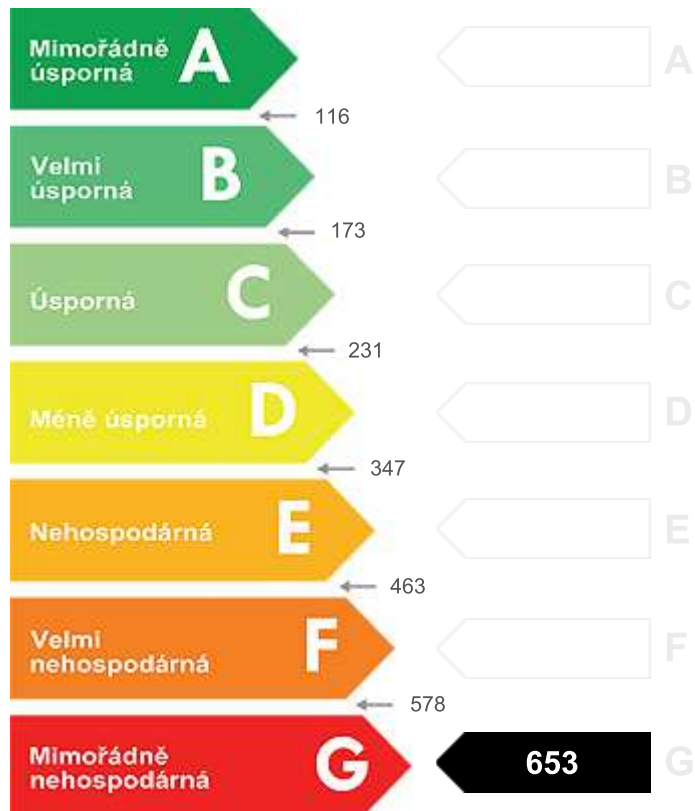 Mimořádně
úsporná
A
A
116
Velmi
úsporná
B
B
173
Úsporná
C
C
231
Méně úsporná
D
D
347
Nehospodárná
E
E
463
Velmi
nehospodárná
F
F
578
Mimořádně
nehospodárná
G
653
G